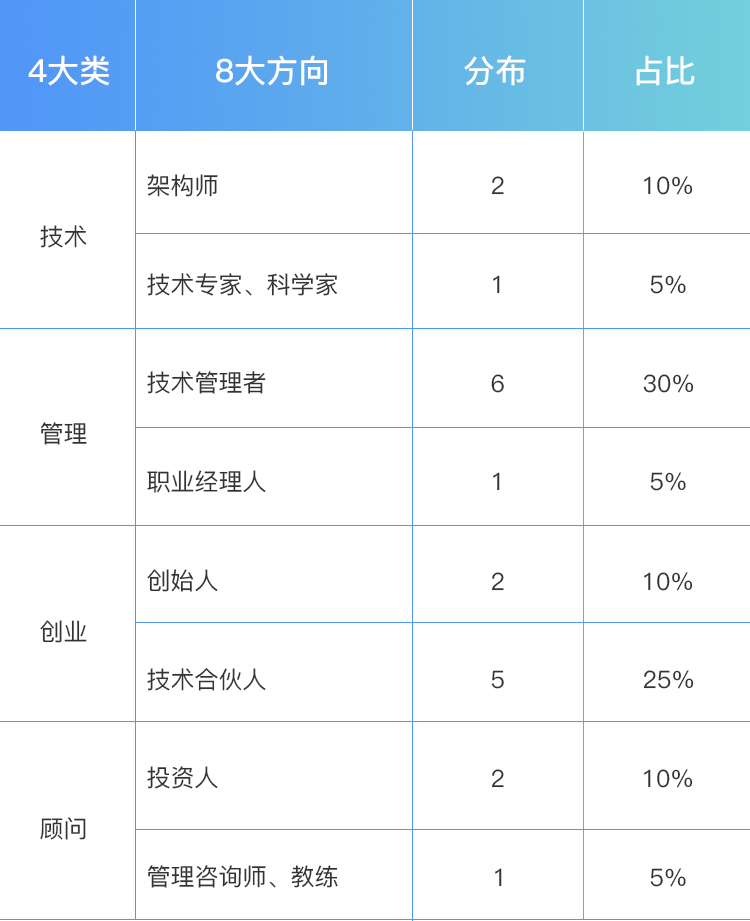 4大类 8大方向 分布 占比
技术
架构师 2 10%
技术专家、科学家 1 5%
管理
技术管理者 6 30%
职业经理人 1 5%
创业
创始人 2 10%
技术合伙人 5 25%
顾问
投资人 2 10%
管理咨询师、教练 1 5%